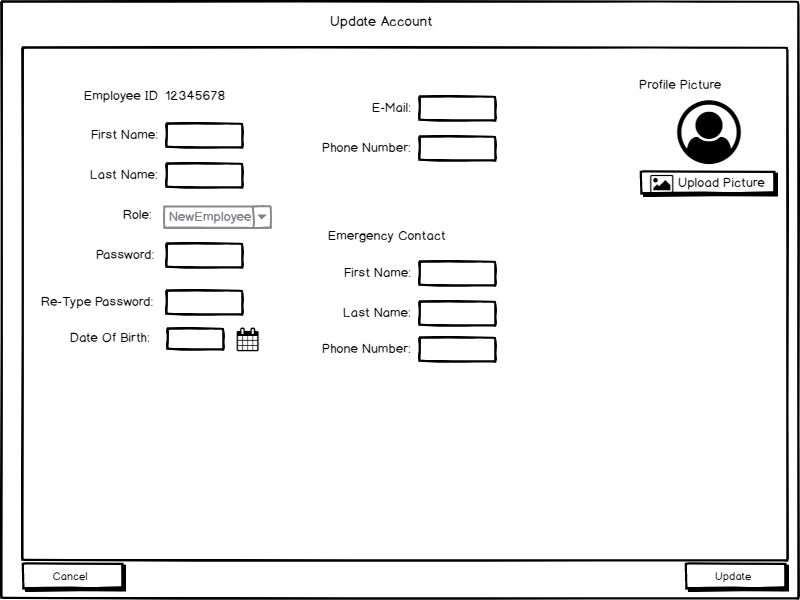 Update Account
Employee ID 12345678
First Name:
Last Name:
Role: NewEmployee
Password:
Re-Type Password:
Date Of Birth:
E-Mail:
Phone Number:
Emergency Contact
First Name:
Last Name:
Phone Number:
Profile Picture
Upload Picture
Cancel
Update